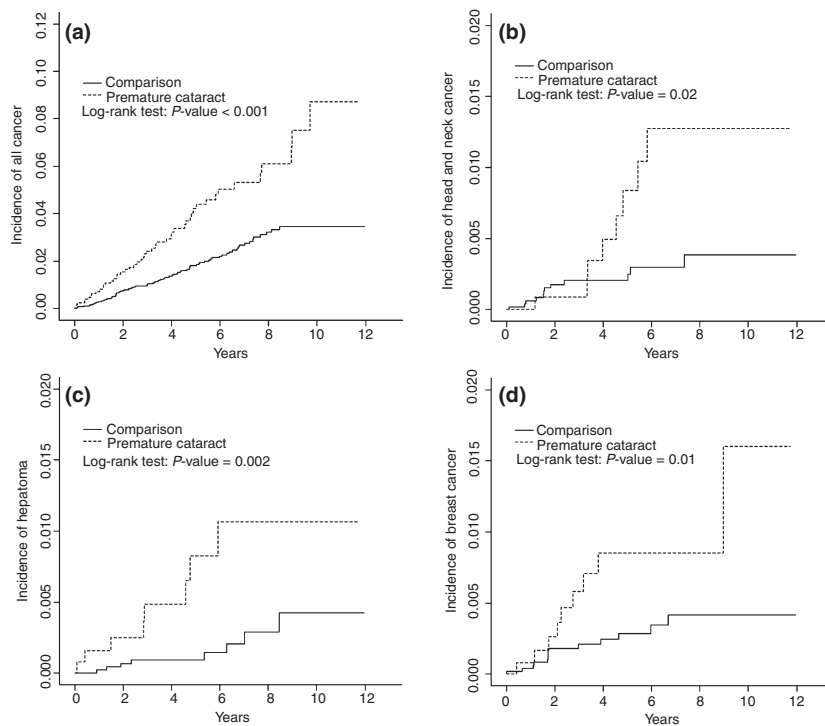 (a)
Incidence of all cancer
0.12
0.10
0.08
0.06
0.04
0.02
0.00
Comparison
Premature cataract
Log-rank test: P-value < 0.001
0 2 4 6 8 10 12
Years
(b)
Incidence of head and neck cancer
0.020
0.015
0.010
0.005
0.000
Comparison
Premature cataract
Log-rank test: P-value = 0.02
0 2 4 6 8 10 12
Years
(c)
Incidence of hepatoma
0.020
0.015
0.010
0.005
0.000
Comparison
Premature cataract
Log-rank test: P-value = 0.002
0 2 4 6 8 10 12
Years
(d)
Incidence of breast cancer
0.020
0.015
0.010
0.005
0.000
Comparison
Premature cataract
Log-rank test: P-value = 0.01
0 2 4 6 8 10 12
Years